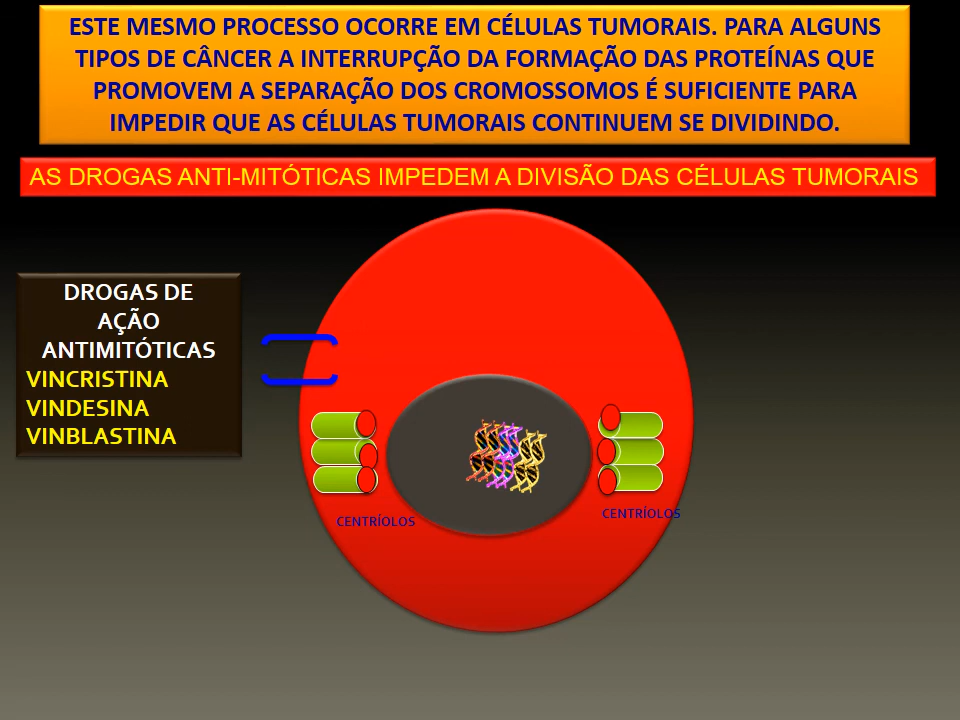 ESTE MESMO PROCESSO OCORRE EM CÉLULAS TUMORAIS. PARA ALGUNS
TIPOS DE CÂNCER A INTERRUPÇÃO DA FORMAÇÃO DAS PROTEÍNAS QUE
PROMOVEM A SEPARAÇÃO DOS CROMOSSOMOS É SUFICIENTE PARA
IMPEDIR QUE AS CÉLULAS TUMORAIS CONTINUEM SE DIVIDINDO.
AS DROGAS ANTI-MITÓTICAS IMPEDEM A DIVISÃO DAS CÉLULAS TUMORAIS
DROGAS DE
AÇÃO
ANTIMITÓTICAS
VINCRISTINA
VINDESINA
VINBLASTINA
CENTRÍOLOS
CENTRÍOLOS